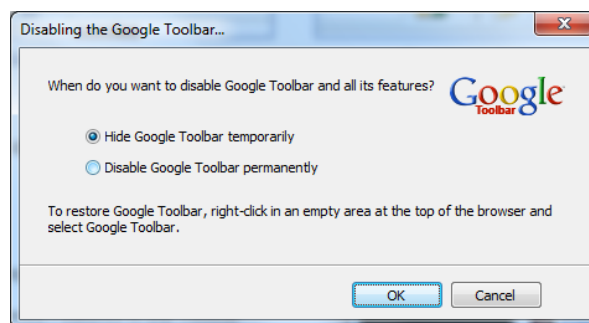 Disabling the Google Toolbar...
When do you want to disable Google Toolbar and all its features?
Google
Toolbar
Hide Google Toolbar temporarily
Disable Google Toolbar permanently
To restore Google Toolbar, right-click in an empty area at the top of the browser and
select Google Toolbar.
OK
Cancel